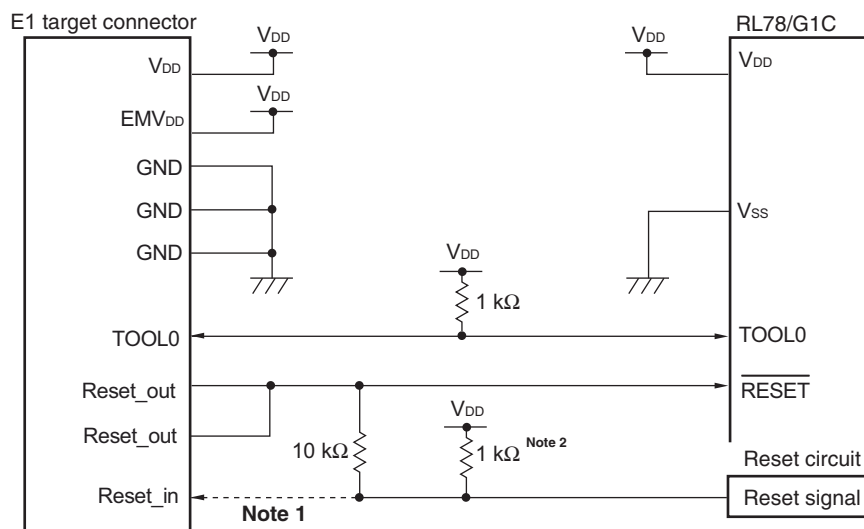 E1 target connector
RL78/G1C
VDD
VDD
VDD
VDD
VDD
EMVDD
GND
GND
GND
VSS
VDD
1 kΩ
TOOL0
TOOL0
Reset_out
RESET
Reset_out
VDD
10 kΩ
1 kΩ Note 2
Reset circuit
Reset_in
Note 1
Reset signal